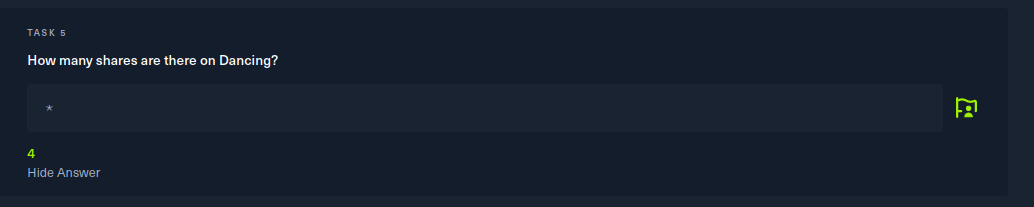 TASK 5
How many shares are there on Dancing?
*
4
Hide Answer